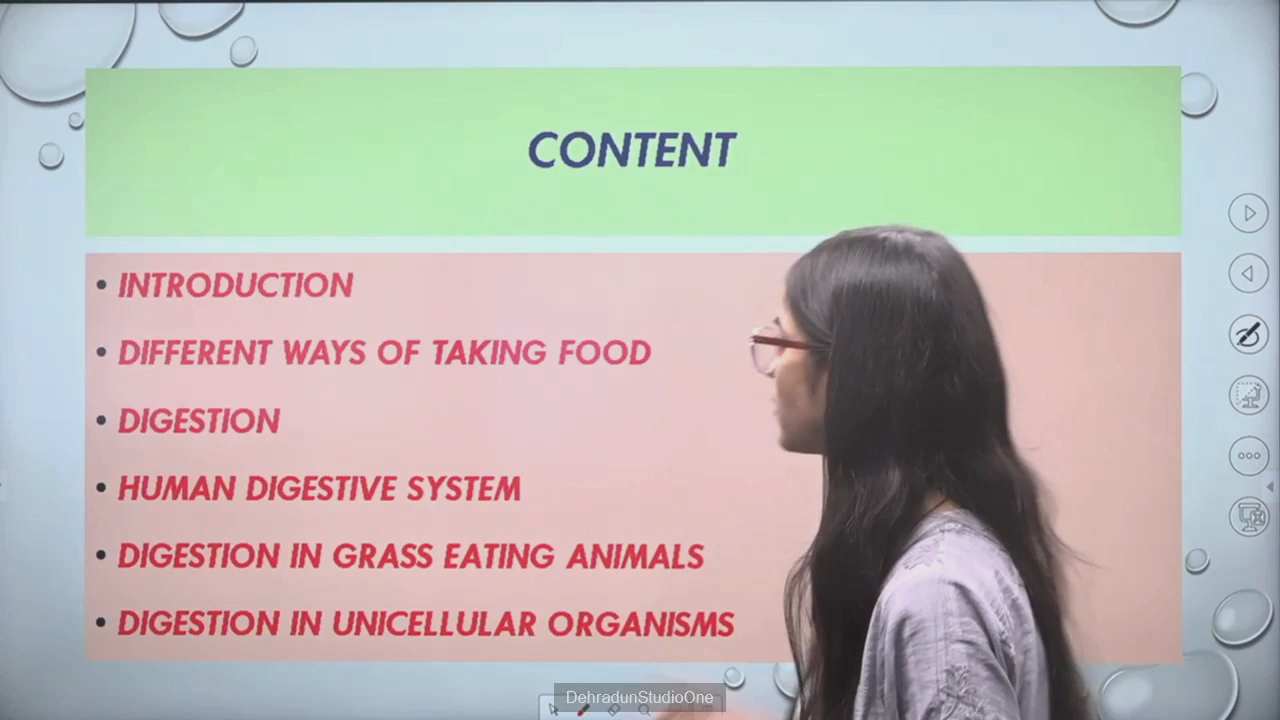 CONTENT
• INTRODUCTION
• DIFFERENT WAYS OF TAKING FOOD
• DIGESTION
• HUMAN DIGESTIVE SYSTEM
• DIGESTION IN GRASS EATING ANIMALS
• DIGESTION IN UNICELLULAR ORGANISMS
DehradunStudioOne